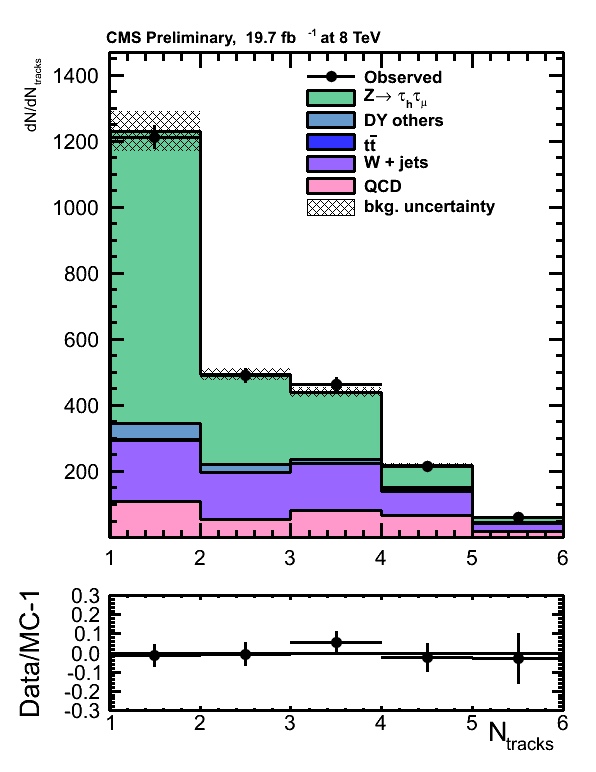 CMS Preliminary, 19.7 fb -1 at 8 TeV
dN/dNtracks
1400
1200
1000
800
600
400
200
Observed
Z→ τhτμ
DY others
tt̄
W + jets
QCD
bkg. uncertainty
1 2 3 4 5 6
Data/MC-1
0.3
0.2
0.1
0.0
-0.1
-0.2
-0.3
1 2 3 4 5 6
Ntracks